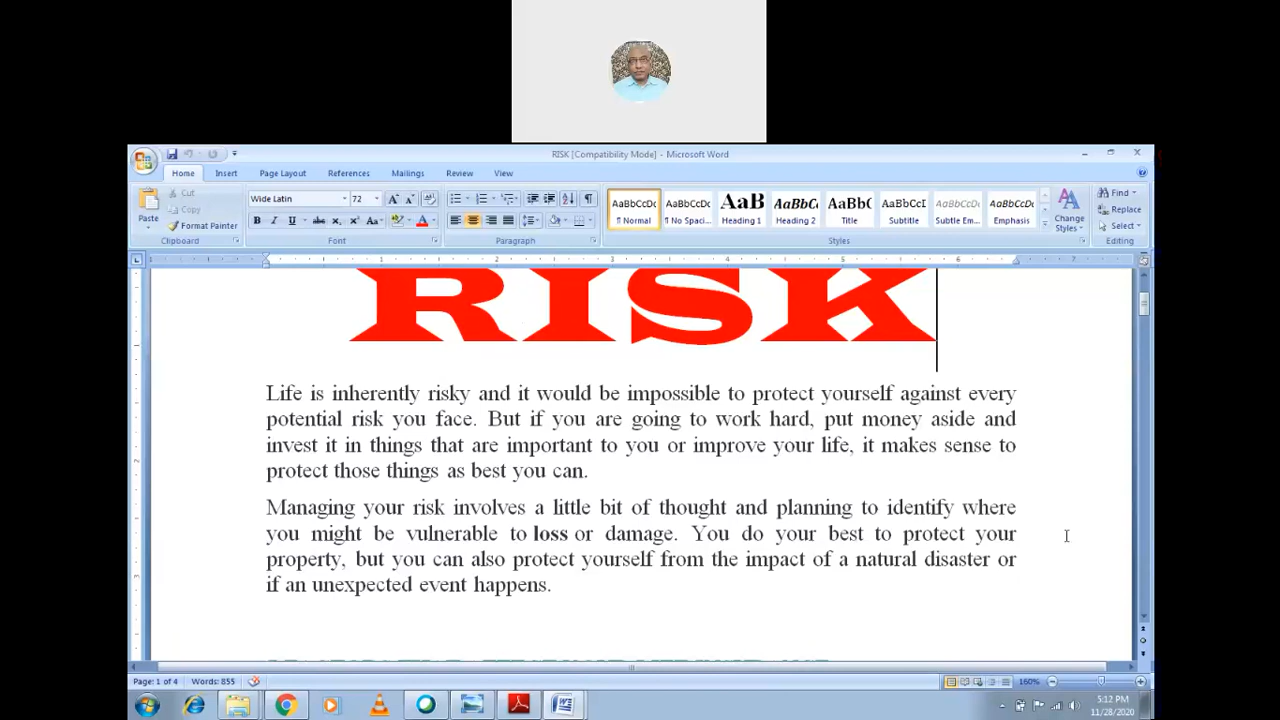 RISK [Compatibility Mode] - Microsoft Word
Home Insert Page Layout References Mailings Review View
Paste
Cut
Copy
Format Painter
Clipboard
Wide Latin 72
Font
Paragraph
AaBbCcDc AaBbCcDc AaB AaBbC AaBb( AaBbCcI AaBbCcDc AaBbCcDc
¶ Normal ¶ No Spaci... Heading 1 Heading 2 Title Subtitle Subtle Em... Emphasis
Change
Styles
Styles
Find
Replace
Select
Editing
RISK
Life is inherently risky and it would be impossible to protect yourself against every
potential risk you face. But if you are going to work hard, put money aside and
invest it in things that are important to you or improve your life, it makes sense to
protect those things as best you can.
Managing your risk involves a little bit of thought and planning to identify where
you might be vulnerable to loss or damage. You do your best to protect your
property, but you can also protect yourself from the impact of a natural disaster or
if an unexpected event happens.
Page: 1 of 4 Words: 855 160%
5:12 PM
11/28/2020